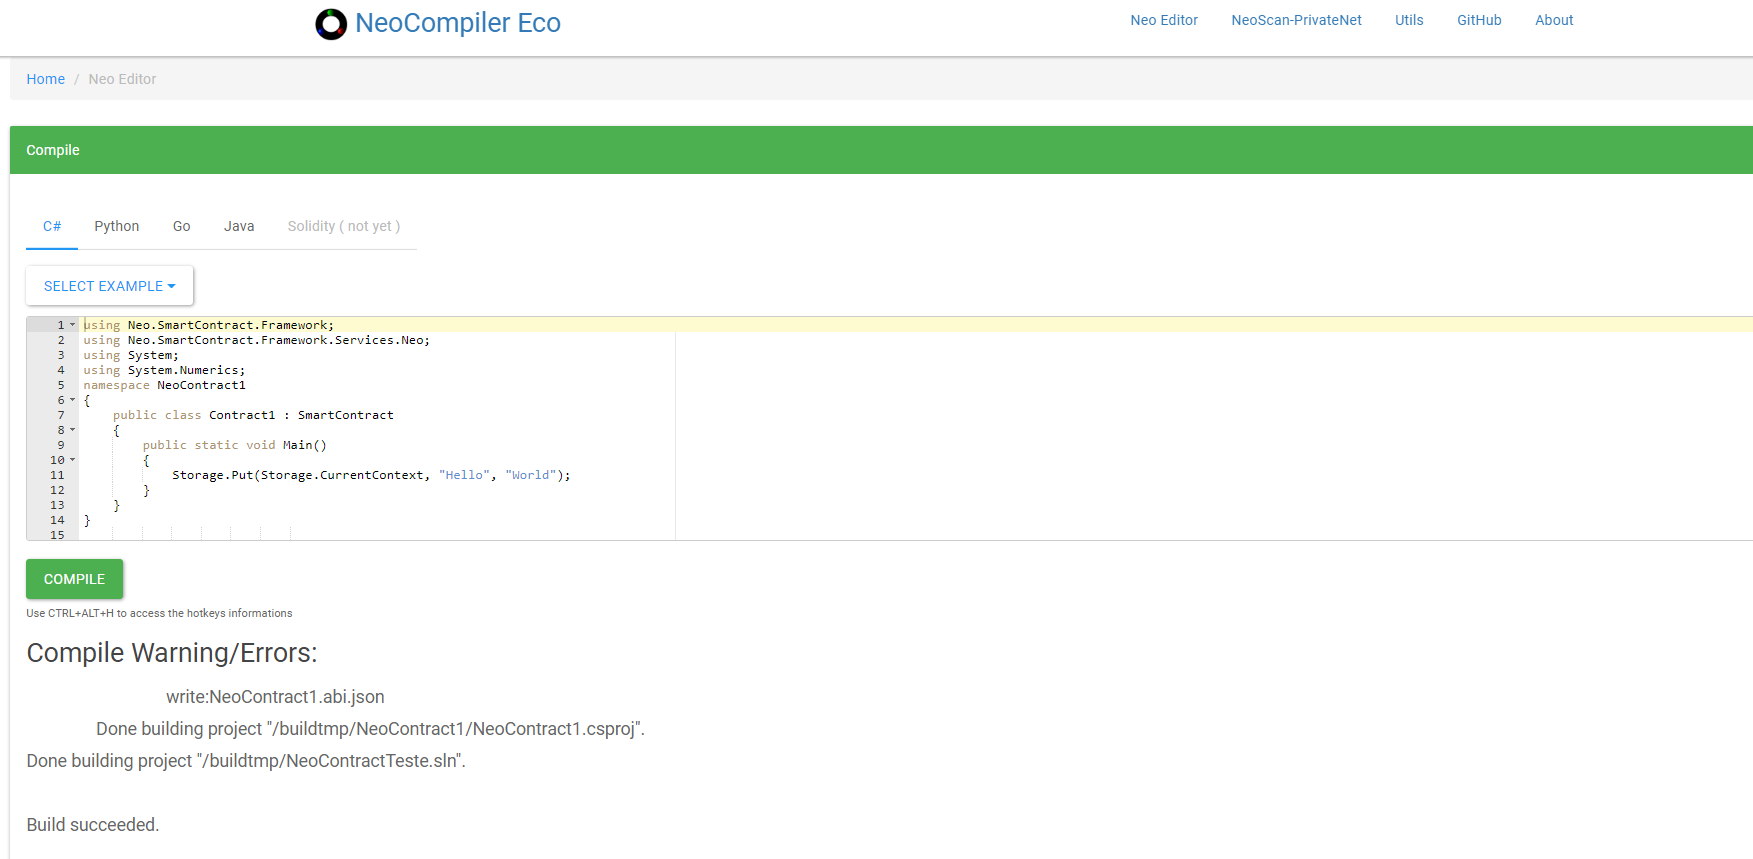 NeoCompiler Eco
Neo Editor NeoScan-PrivateNet Utils GitHub About
Home / Neo Editor
Compile
C# Python Go Java Solidity ( not yet )
SELECT EXAMPLE
1 using Neo.SmartContract.Framework;
2 using Neo.SmartContract.Framework.Services.Neo;
3 using System;
4 using System.Numerics;
5 namespace NeoContract1
6 {
7     public class Contract1 : SmartContract
8     {
9         public static void Main()
10         {
11             Storage.Put(Storage.CurrentContext, "Hello", "World");
12         }
13     }
14 }
15
COMPILE
Use CTRL+ALT+H to access the hotkeys informations
Compile Warning/Errors:
write:NeoContract1.abi.json
Done building project "/buildtmp/NeoContract1/NeoContract1.csproj".
Done building project "/buildtmp/NeoContractTeste.sln".
Build succeeded.